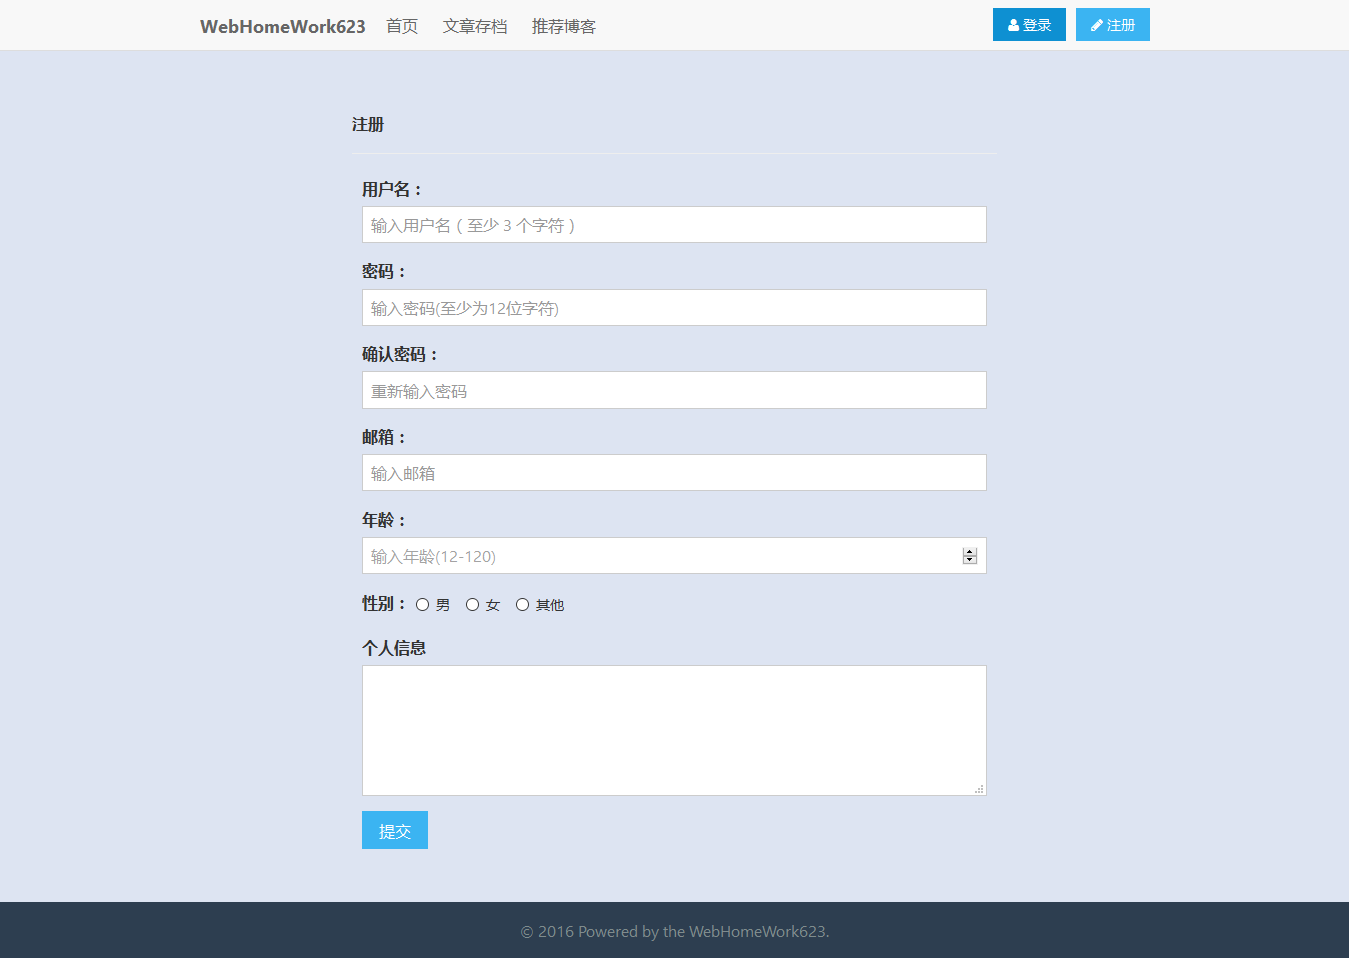 WebHomeWork623 首页 文章存档 推荐博客 登录 注册
注册
用户名：
输入用户名（至少 3 个字符）
密码：
输入密码(至少为12位字符)
确认密码：
重新输入密码
邮箱：
输入邮箱
年龄：
输入年龄(12-120)
性别： 男 女 其他
个人信息
提交
© 2016 Powered by the WebHomeWork623.